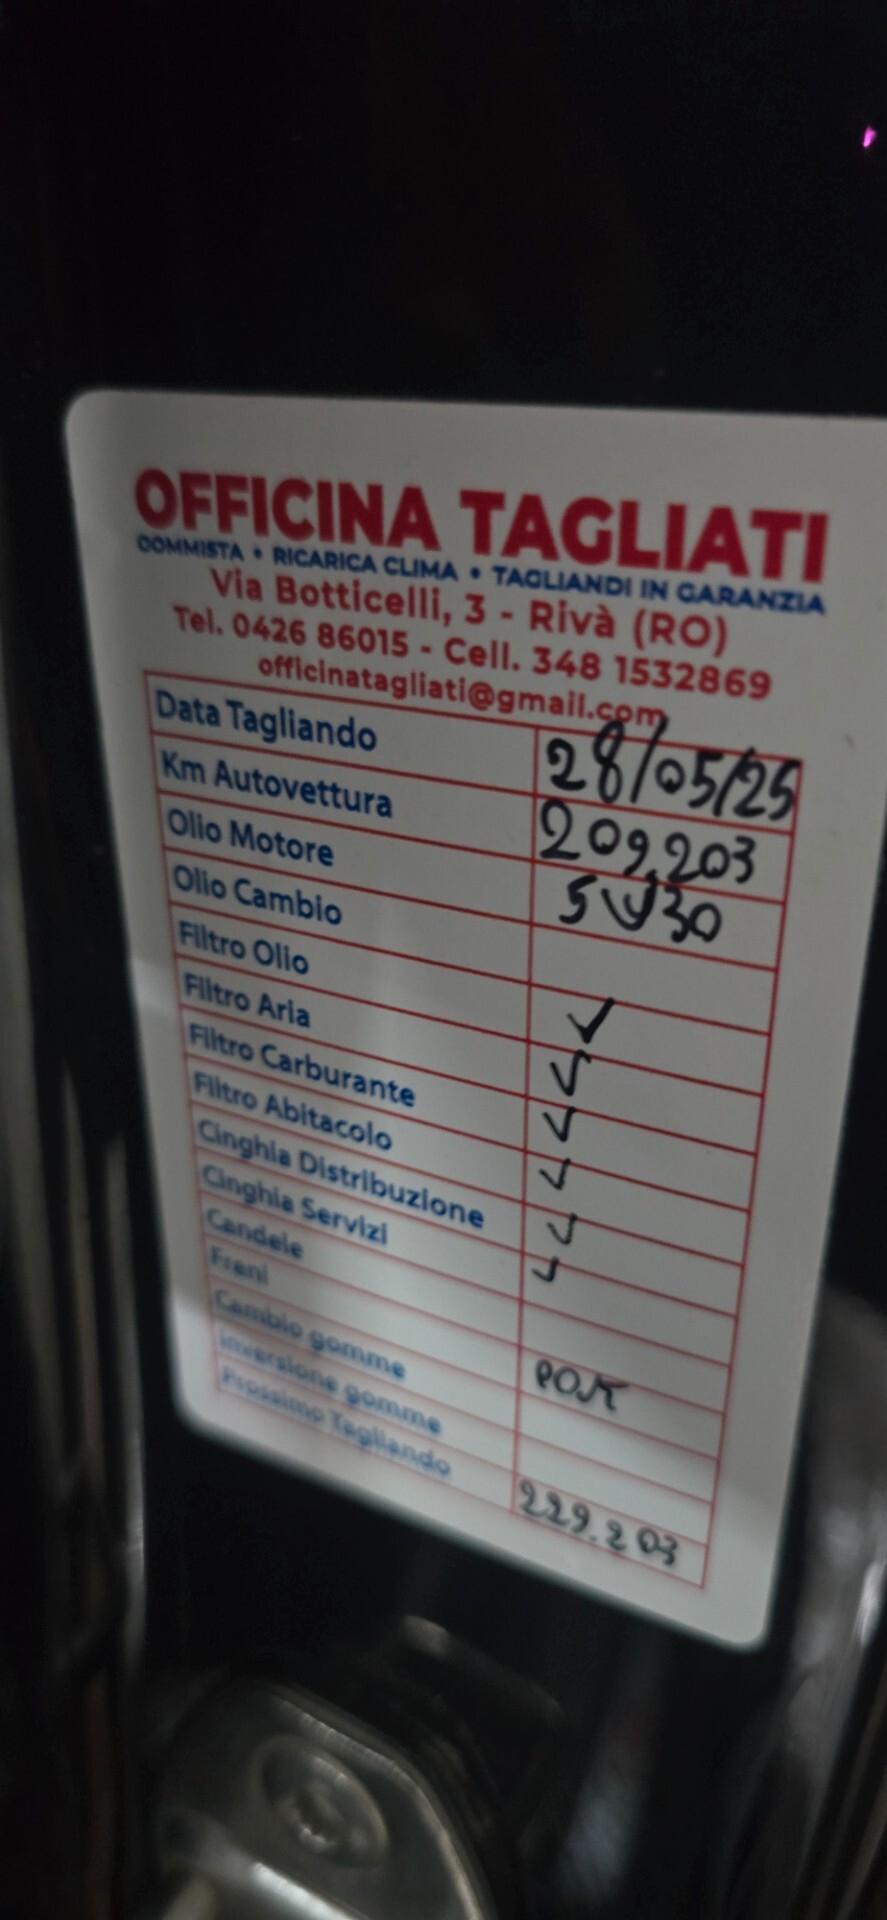 OFFICINA TAGLIATI
GOMMISTA • RICARICA CLIMA • TAGLIANDI IN GARANZIA
Via Botticelli, 3 - Rivà (RO)
Tel. 0426 86015 - Cell. 348 1532869
officinatagliati@gmail.com
Data Tagliando 28/05/25
Km Autovettura 209.203
Olio Motore 5W30
Olio Cambio
Filtro Olio ✓
Filtro Aria ✓
Filtro Carburante ✓
Filtro Abitacolo ✓
Cinghia Distribuzione ✓
Cinghia Servizi ✓
Candele
Freni
Cambio gomme
Inversione gomme
Prossimo Tagliando 229.203